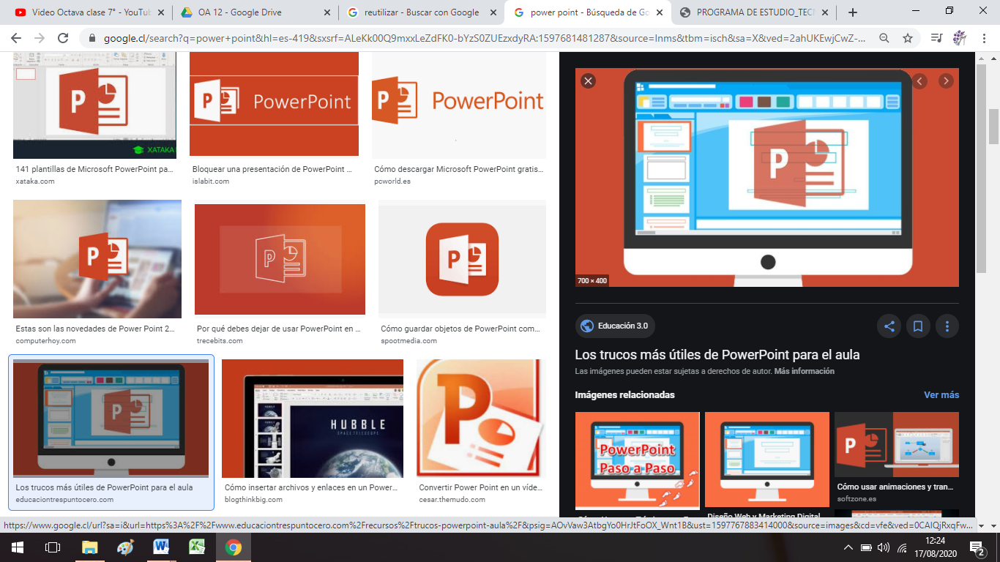 Video Octava clase 7° - YouTub
OA 12 - Google Drive
reutilizar - Buscar con Google
power point - Búsqueda de Go
PROGRAMA DE ESTUDIO_TECN
google.cl/search?q=power+point&hl=es-419&sxsrf=ALeKk00Q9mxxLeZdFK0-bYzS0ZUEzxdyRA:1597681481287&source=lnms&tbm=isch&sa=X&ved=2ahUKEwjCwZ-...
P
XATAKA
141 plantillas de Microsoft PowerPoint pa...
xataka.com
P PowerPoint
Bloquear una presentación de PowerPoint ...
islabit.com
P PowerPoint
Cómo descargar Microsoft PowerPoint gratis...
pcworld.es
P
Estas son las novedades de Power Point 2...
computerhoy.com
P
Por qué debes dejar de usar PowerPoint en ...
trecebits.com
P
Cómo guardar objetos de PowerPoint com...
spootmedia.com
P
Los trucos más útiles de PowerPoint para el aula
educaciontrespuntocero.com
HUBBLE
SPACE TELESCOPE
Cómo insertar archivos y enlaces en un Power...
blogthinkbig.com
P
Convertir Power Point en un víde...
cesar.themudo.com
P
700 × 400
Educación 3.0
Los trucos más útiles de PowerPoint para el aula
Las imágenes pueden estar sujetas a derechos de autor. Más información
Imágenes relacionadas
Ver más
PowerPoint
Paso a Paso
P
Cómo usar animaciones y tran...
softzone.es
Diseño Web y Marketing Digital
https://www.google.cl/url?sa=i&url=https%3A%2F%2Fwww.educaciontrespuntocero.com%2Frecursos%2Ftrucos-powerpoint-aula%2F&psig=AOvVaw3AtbgYo0HrJtFoOX_Wnt1B&ust=1597767883414000&source=images&cd=vfe&ved=0CAIQjRxqFw...
12:24
17/08/2020
2